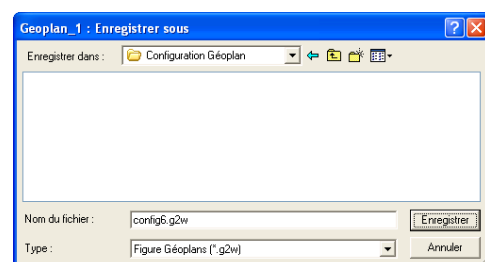 Geoplan_1 : Enregistrer sous
Enregistrer dans :
Configuration Géoplan
Nom du fichier :
config6.g2w
Enregistrer
Type :
Figure Géoplans (*.g2w)
Annuler